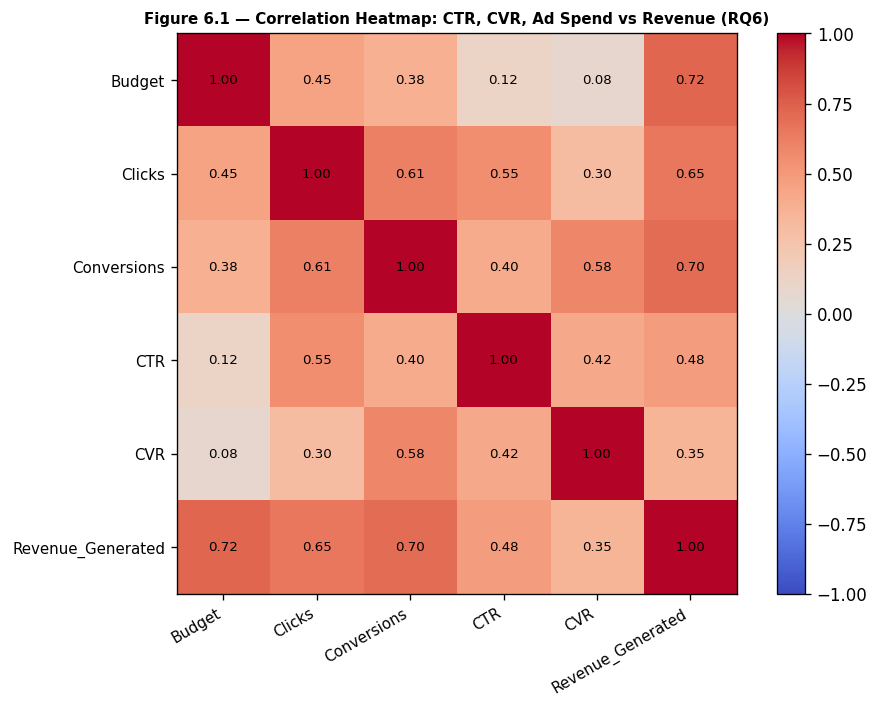 Figure 6.1 — Correlation Heatmap: CTR, CVR, Ad Spend vs Revenue (RQ6)
Budget 1.00 0.45 0.38 0.12 0.08 0.72
Clicks 0.45 1.00 0.61 0.55 0.30 0.65
Conversions 0.38 0.61 1.00 0.40 0.58 0.70
CTR 0.12 0.55 0.40 1.00 0.42 0.48
CVR 0.08 0.30 0.58 0.42 1.00 0.35
Revenue_Generated 0.72 0.65 0.70 0.48 0.35 1.00
Budget Clicks Conversions CTR CVR Revenue_Generated
1.00
0.75
0.50
0.25
0.00
−0.25
−0.50
−0.75
−1.00